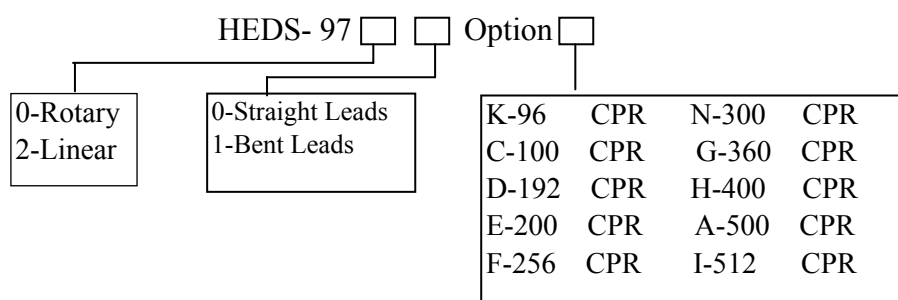 HEDS- 97 Option
0-Rotary
2-Linear
0-Straight Leads
1-Bent Leads
K-96 CPR N-300 CPR
C-100 CPR G-360 CPR
D-192 CPR H-400 CPR
E-200 CPR A-500 CPR
F-256 CPR I-512 CPR